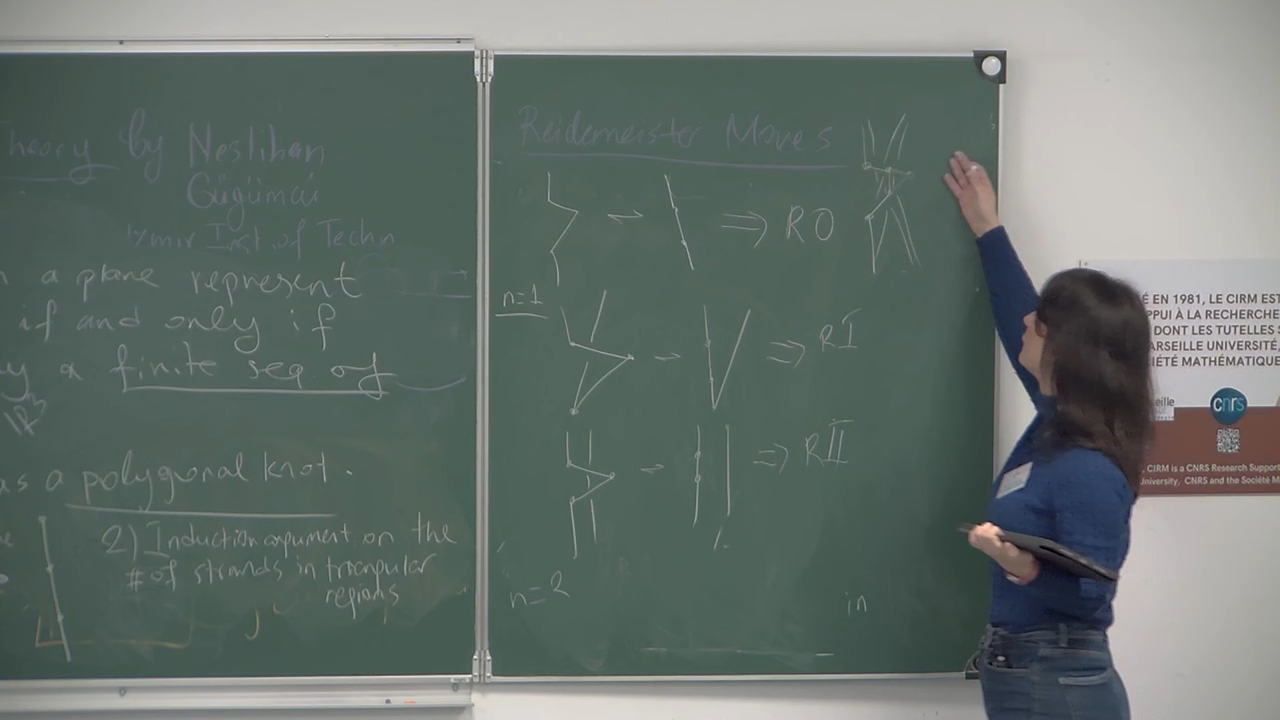 Theory by Neslihan
Gügümcü
Izmir Inst. of Techn
n a plane represent
if and only if
y a finite seq of
as a polygonal knot.
2) Induction argument on the
# of strands in triangular
regions
Reidemeister Moves
⇌ ⇒ RO
n=1
⇌ ⇒ RI
⇌ ⇒ RII
n=2
in
É EN 1981, LE CIRM EST
PPUI À LA RECHERCHE
DONT LES TUTELLES
ARSEILLE UNIVERSITÉ,
IÉTÉ MATHÉMATIQUE
eille
cnrs
, CIRM is a CNRS Research Support
University, CNRS and the Société M